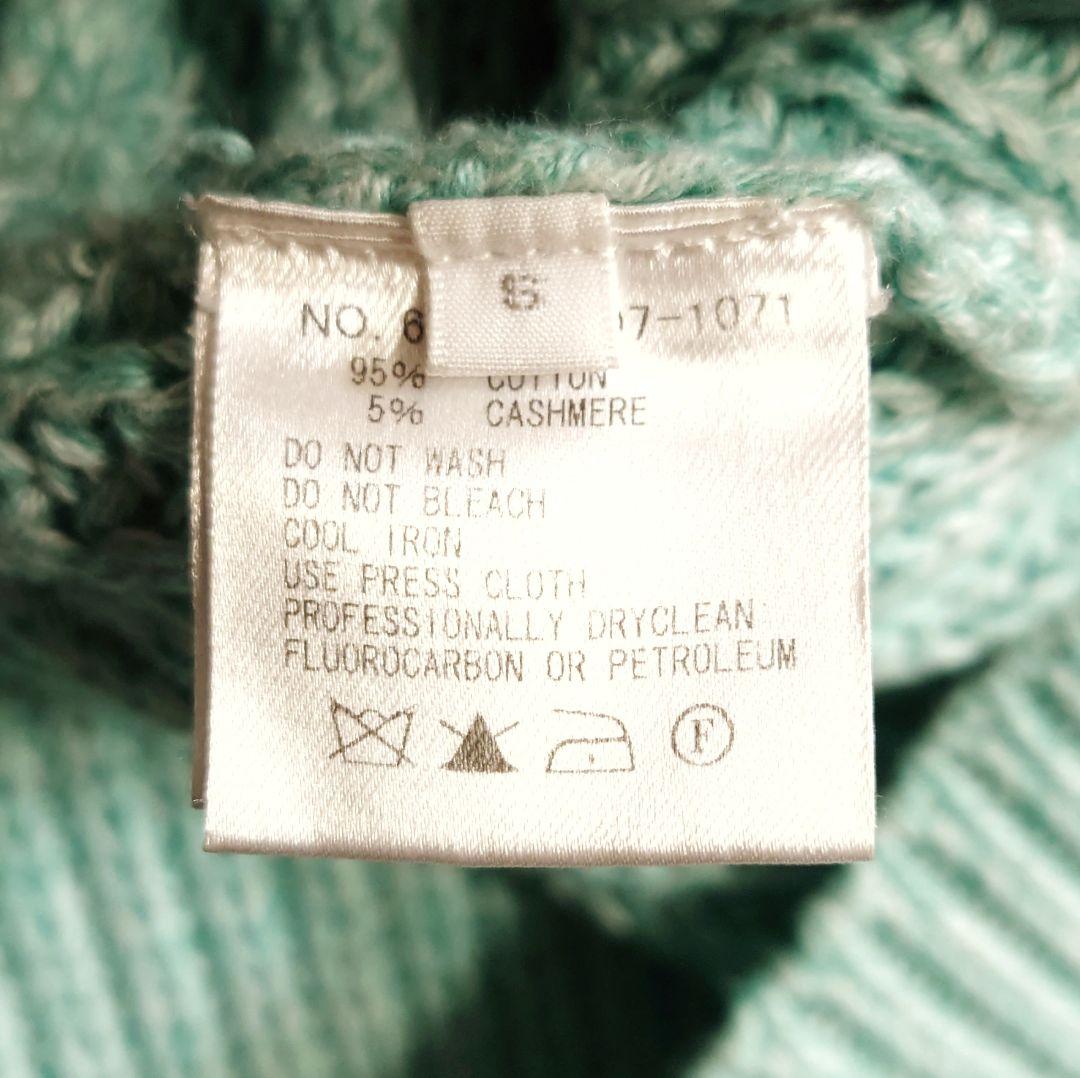 S
NO. 6 07-1071
95% COTTON
5% CASHMERE
DO NOT WASH
DO NOT BLEACH
COOL IRON
USE PRESS CLOTH
PROFESSIONALLY DRYCLEAN
FLUOROCARBON OR PETROLEUM
F